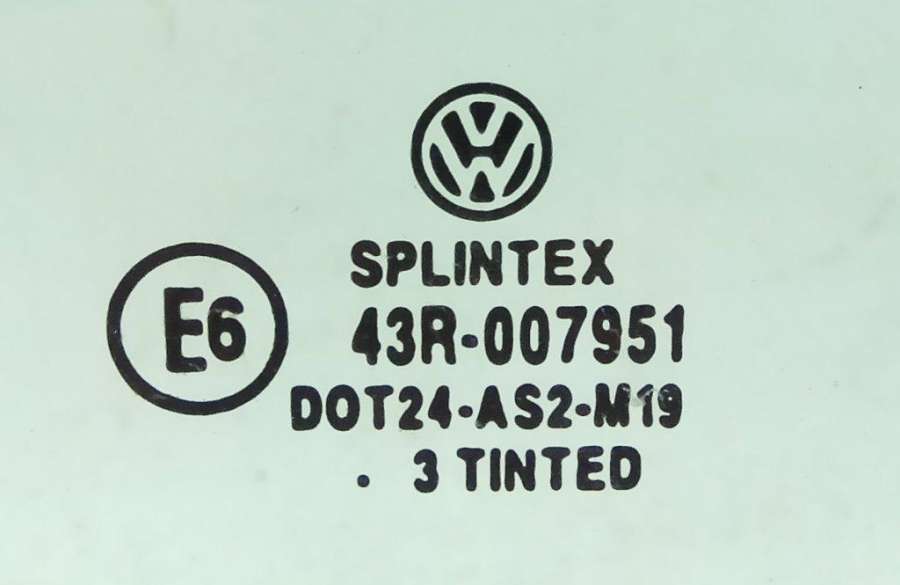 SPLINTEX
E6
43R-007951
DOT24-AS2-M19
. 3 TINTED